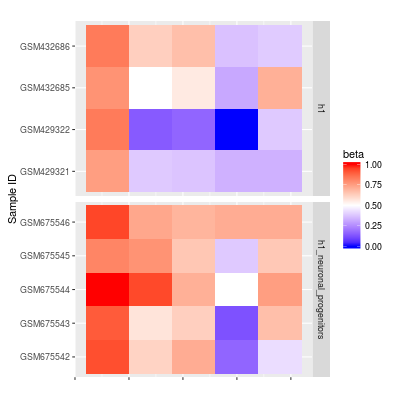 Sample ID
GSM432686
GSM432685
GSM429322
GSM429321
h1
GSM675546
GSM675545
GSM675544
GSM675543
GSM675542
h1_neuronal_progenitors
beta
1.00
0.75
0.50
0.25
0.00